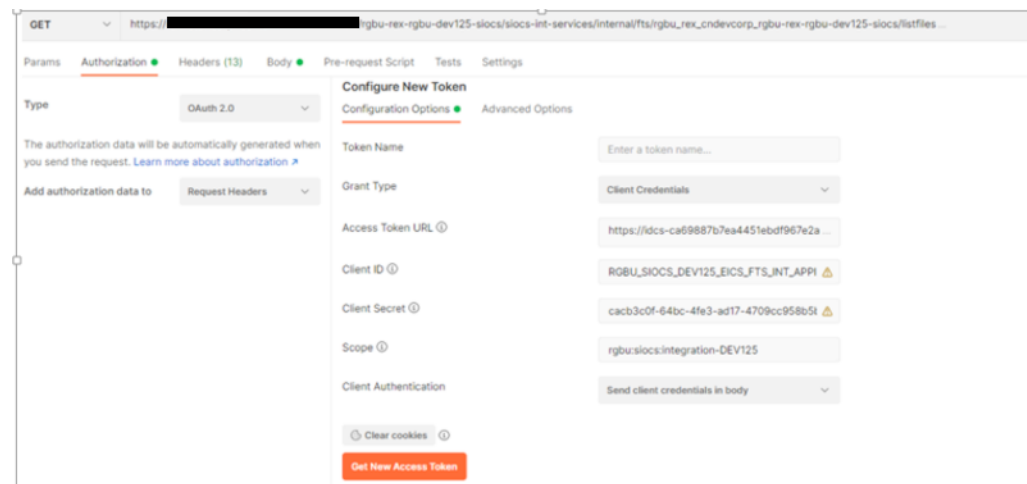 GET https:// rgbu-rex-rgbu-dev125-siocs/siocs-int-services/internal/fts/rgbu_rex_cndevcorp_rgbu-rex-rgbu-dev125-siocs/listfiles...
Params Authorization Headers (13) Body Pre-request Script Tests Settings
Configure New Token
Type OAuth 2.0
Configuration Options Advanced Options
The authorization data will be automatically generated when
you send the request. Learn more about authorization ↗
Token Name Enter a token name...
Add authorization data to Request Headers
Grant Type Client Credentials
Access Token URL https://idcs-ca69887b7ea4451ebdf967e2a...
Client ID RGBU_SIOCS_DEV125_EICS_FTS_INT_APPI
Client Secret cacb3c0f-64bc-4fe3-ad17-4709cc958b5b
Scope rgbu:siocs:integration-DEV125
Client Authentication Send client credentials in body
Clear cookies
Get New Access Token